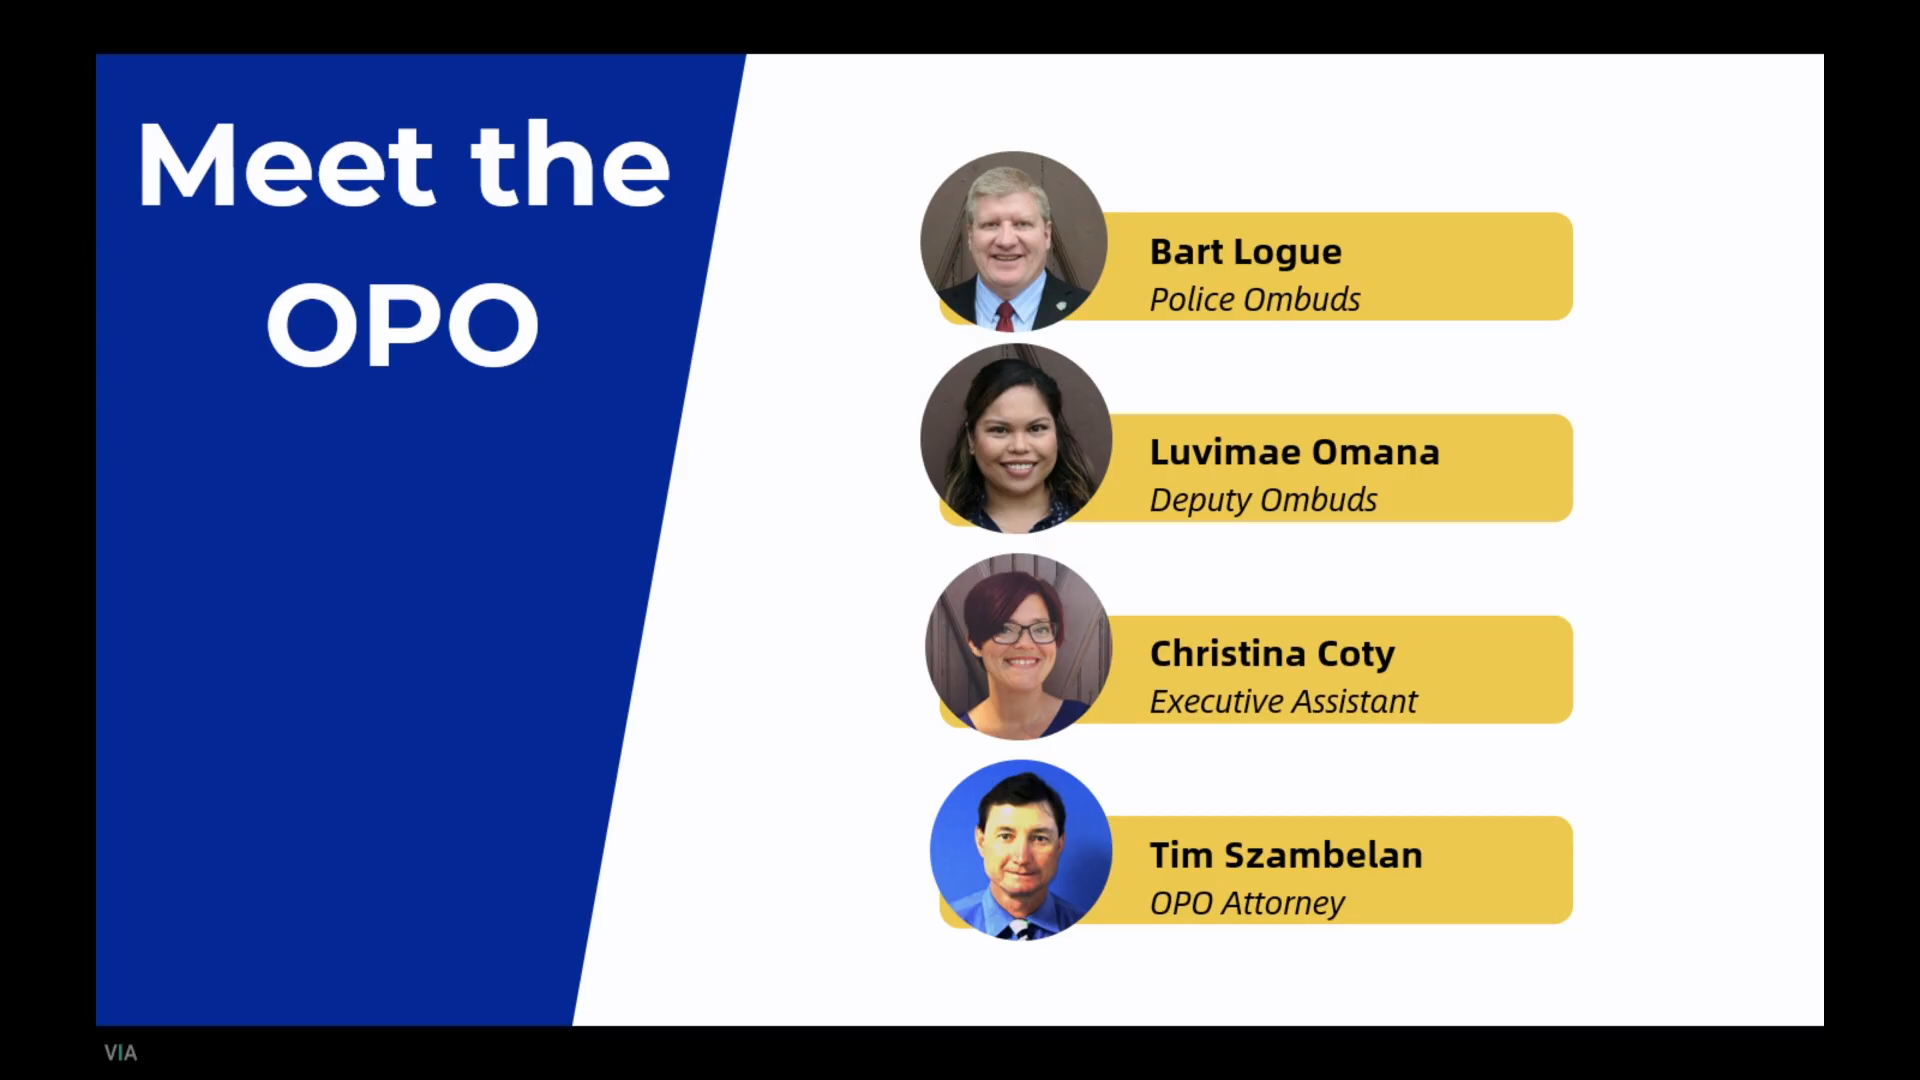 Meet the
OPO
Bart Logue
Police Ombuds
Luvimae Omana
Deputy Ombuds
Christina Coty
Executive Assistant
Tim Szambelan
OPO Attorney
VIA